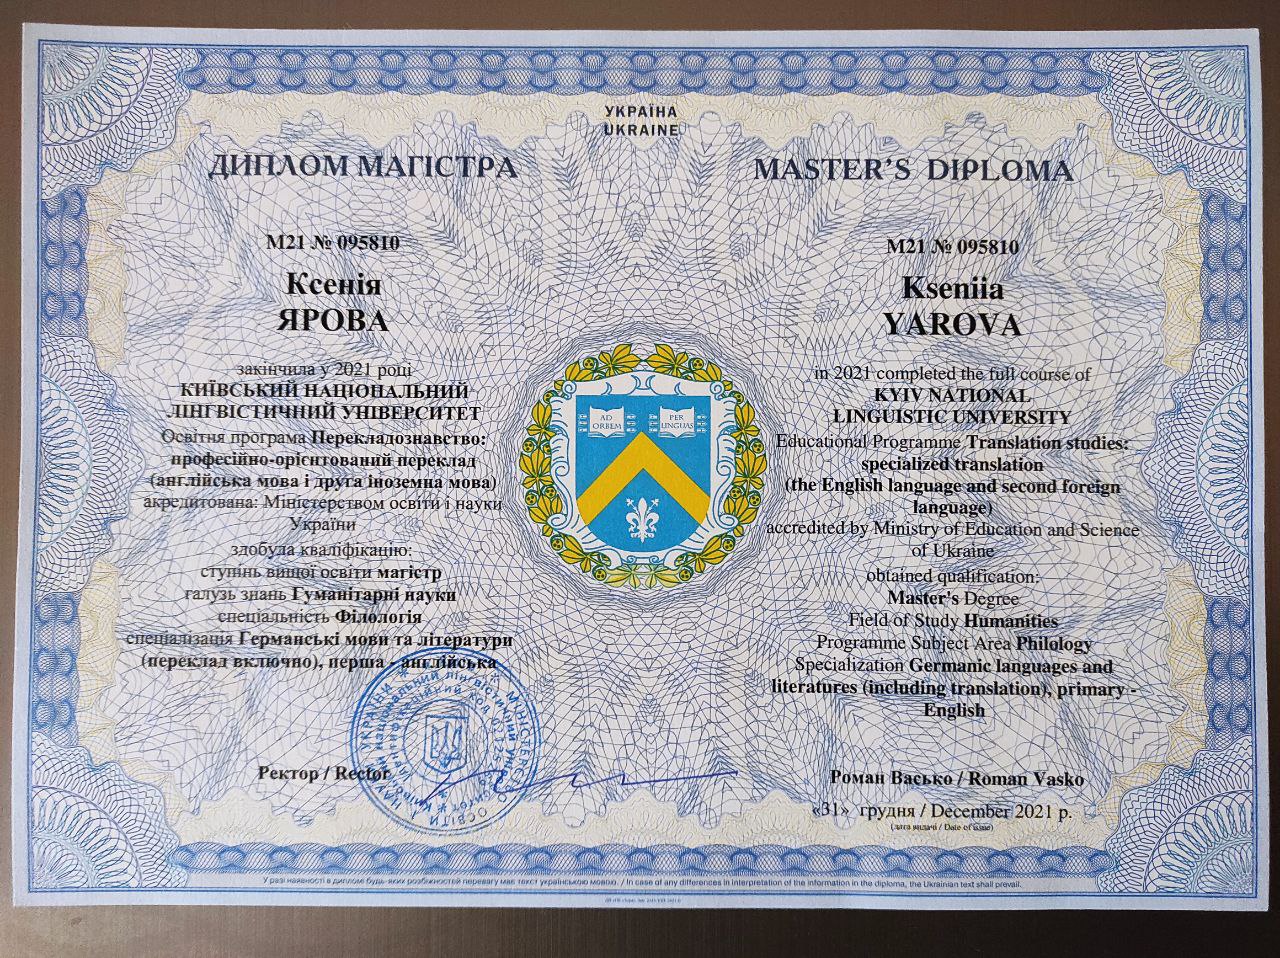 УКРАЇНА
UKRAINE
ДИПЛОМ МАГІСТРА
М21 № 095810
Ксенія
ЯРОВА
закінчила у 2021 році
КИЇВСЬКИЙ НАЦІОНАЛЬНИЙ
ЛІНГВІСТИЧНИЙ УНІВЕРСИТЕТ
Освітня програма Перекладознавство:
професійно-орієнтований переклад
(англійська мова і друга іноземна мова)
акредитована: Міністерством освіти і науки
України
здобула кваліфікацію:
ступінь вищої освіти магістр
галузь знань Гуманітарні науки
спеціальність Філологія
спеціалізація Германські мови та літератури
(переклад включно), перша - англійська
Ректор / Rector
AD
ORBEM
PER
LINGUAS
MASTER'S DIPLOMA
М21 № 095810
Kseniia
YAROVA
in 2021 completed the full course of
KYIV NATIONAL
LINGUISTIC UNIVERSITY
Educational Programme Translation studies:
specialized translation
(the English language and second foreign
language)
accredited by Ministry of Education and Science
of Ukraine
obtained qualification:
Master's Degree
Field of Study Humanities
Programme Subject Area Philology
Specialization Germanic languages and
literatures (including translation), primary -
English
Роман Васько / Roman Vasko
«31» грудня / December 2021 р.
(дата видачі / Date of issue)
У разі наявності в дипломі будь-яких розбіжностей перевагу має текст українською мовою. / In case of any differences in interpretation of the information in the diploma, the Ukrainian text shall prevail.